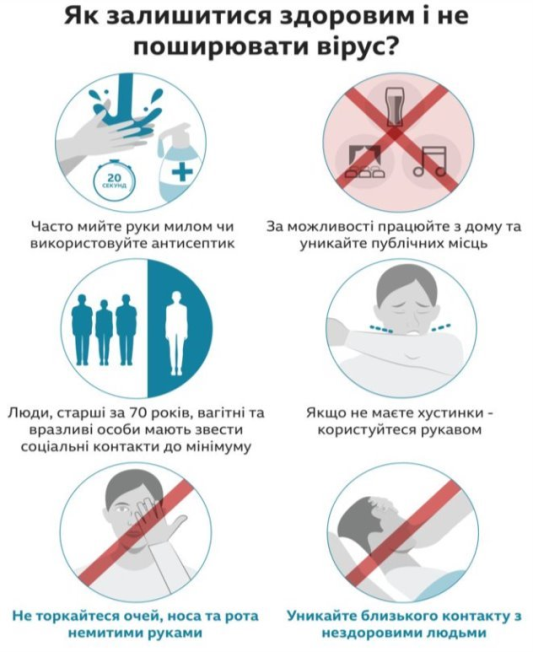 Як залишитися здоровим і не
поширювати вірус?
20
СЕКУНД
Часто мийте руки милом чи
використовуйте антисептик
За можливості працюйте з дому та
уникайте публічних місць
Люди, старші за 70 років, вагітні та
вразливі особи мають звести
соціальні контакти до мінімуму
Якщо не маєте хустинки -
користуйтеся рукавом
Не торкайтеся очей, носа та рота
немитими руками
Уникайте близького контакту з
нездоровими людьми